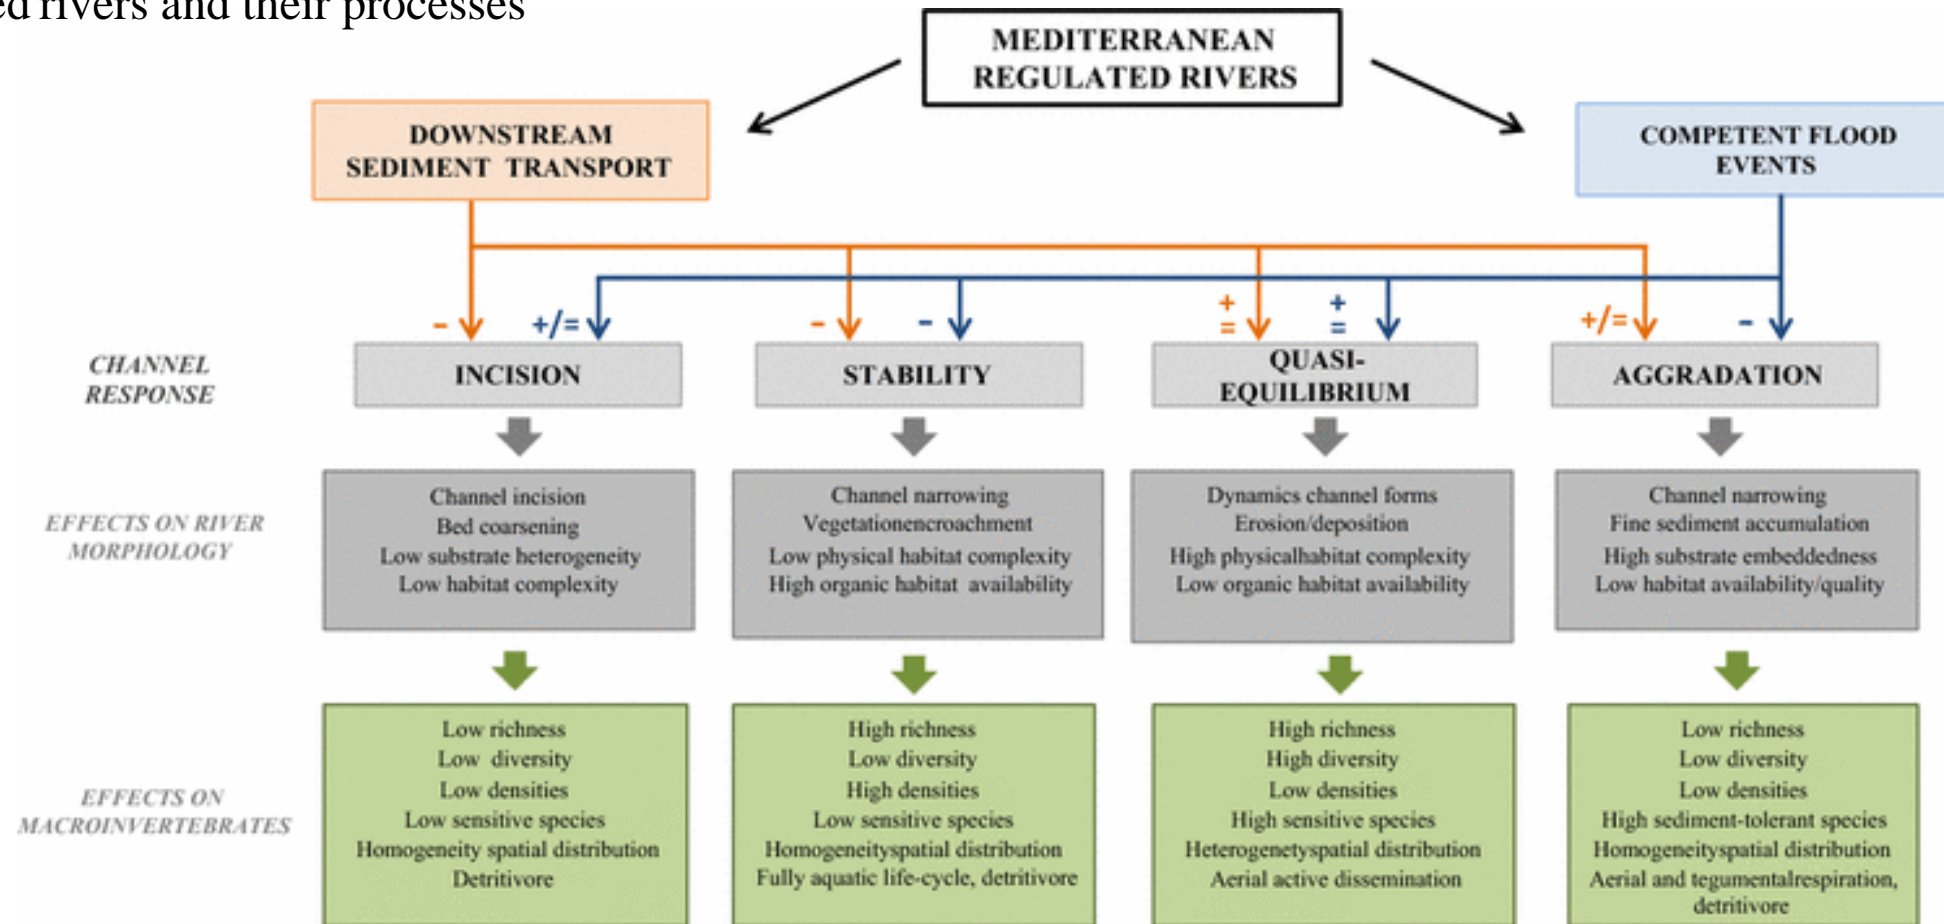 ed rivers and their processes
MEDITERRANEAN
REGULATED RIVERS
DOWNSTREAM
SEDIMENT TRANSPORT
COMPETENT FLOOD
EVENTS
-
+/=
-
-
+
=
+
=
+/=
-
CHANNEL
RESPONSE
INCISION
STABILITY
QUASI-
EQUILIBRIUM
AGGRADATION
EFFECTS ON RIVER
MORPHOLOGY
Channel incision
Bed coarsening
Low substrate heterogeneity
Low habitat complexity
Channel narrowing
Vegetationencroachment
Low physical habitat complexity
High organic habitat availability
Dynamics channel forms
Erosion/deposition
High physicalhabitat complexity
Low organic habitat availability
Channel narrowing
Fine sediment accumulation
High substrate embeddedness
Low habitat availability/quality
EFFECTS ON
MACROINVERTEBRATES
Low richness
Low diversity
Low densities
Low sensitive species
Homogeneity spatial distribution
Detritivore
High richness
Low diversity
High densities
Low sensitive species
Homogeneityspatial distribution
Fully aquatic life-cycle, detritivore
High richness
High diversity
Low densities
High sensitive species
Heterogenetyspatial distribution
Aerial active dissemination
Low richness
Low diversity
Low densities
High sediment-tolerant species
Homogeneityspatial distribution
Aerial and tegumentalrespiration,
detritivore